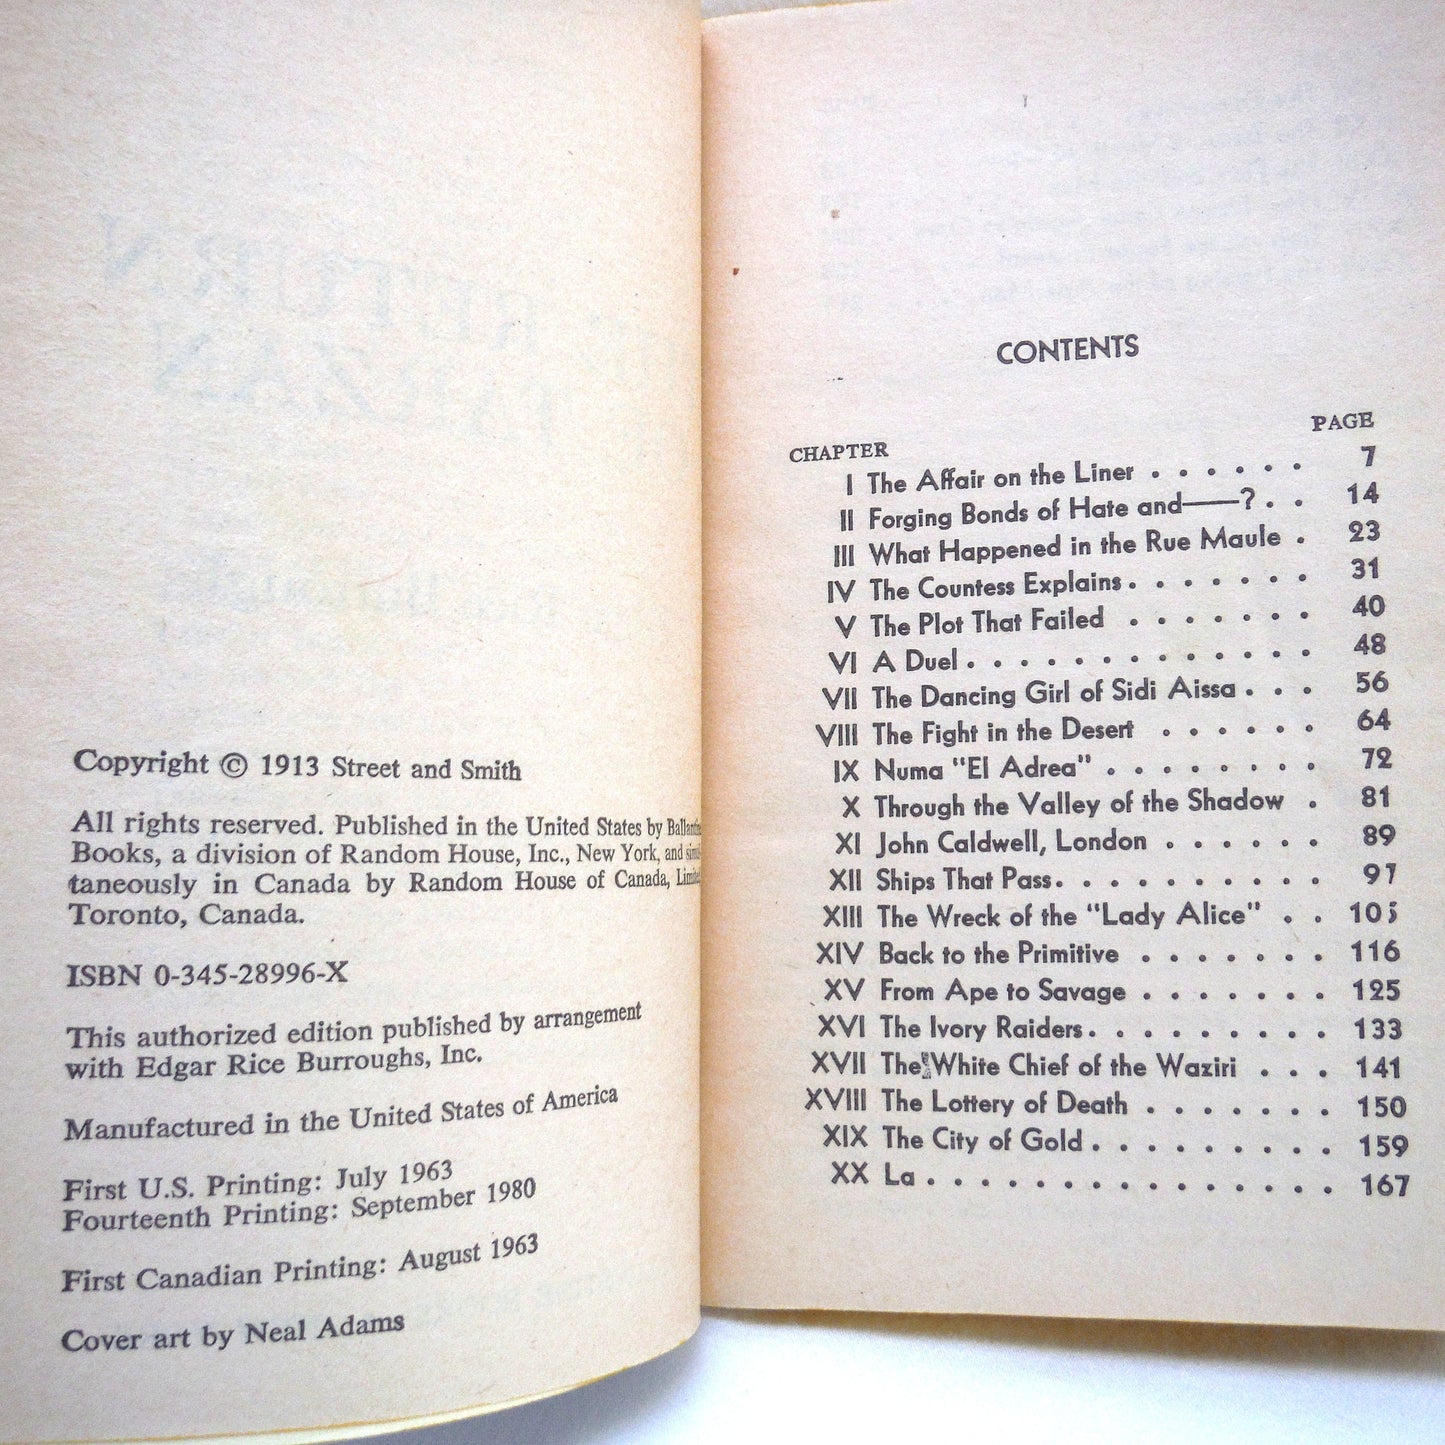 Copyright © 1913 Street and Smith
All rights reserved. Published in the United States by Ballantine
Books, a division of Random House, Inc., New York, and simul-
taneously in Canada by Random House of Canada, Limited
Toronto, Canada.
ISBN 0-345-28996-X
This authorized edition published by arrangement
with Edgar Rice Burroughs, Inc.
Manufactured in the United States of America
First U.S. Printing: July 1963
Fourteenth Printing: September 1980
First Canadian Printing: August 1963
Cover art by Neal Adams
CONTENTS
CHAPTER PAGE
I The Affair on the Liner . . . . . . 7
II Forging Bonds of Hate and——? . . 14
III What Happened in the Rue Maule . 23
IV The Countess Explains . . . . . . . 31
V The Plot That Failed . . . . . . . 40
VI A Duel . . . . . . . . . . . . . 48
VII The Dancing Girl of Sidi Aissa . . . 56
VIII The Fight in the Desert . . . . . . 64
IX Numa "El Adrea" . . . . . . . . 72
X Through the Valley of the Shadow . 81
XI John Caldwell, London . . . . . . 89
XII Ships That Pass. . . . . . . . . . 97
XIII The Wreck of the "Lady Alice" . . 105
XIV Back to the Primitive . . . . . . . 116
XV From Ape to Savage . . . . . . . 125
XVI The Ivory Raiders. . . . . . . . . 133
XVII The White Chief of the Waziri . . . 141
XVIII The Lottery of Death . . . . . . . 150
XIX The City of Gold . . . . . . . . . 159
XX La . . . . . . . . . . . . . . . . 167